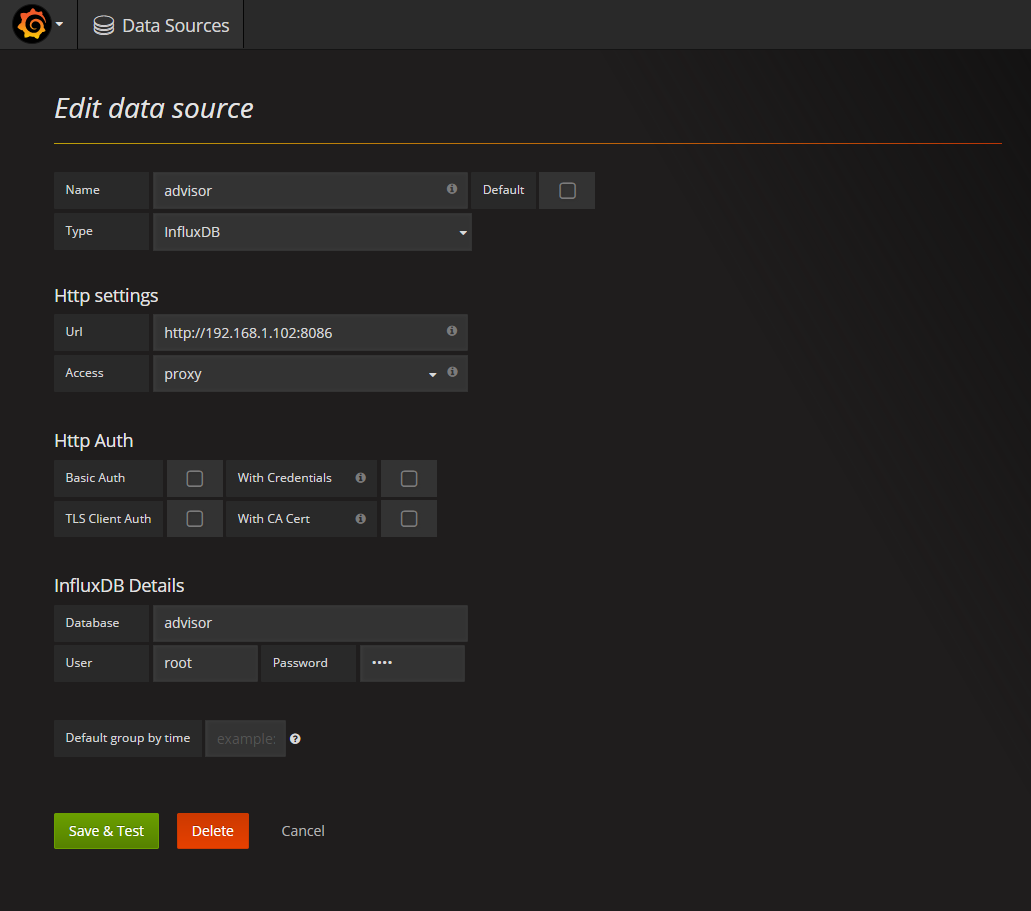 Data Sources
Edit data source
Name advisor Default
Type InfluxDB
Http settings
Url http://192.168.1.102:8086
Access proxy
Http Auth
Basic Auth With Credentials
TLS Client Auth With CA Cert
InfluxDB Details
Database advisor
User root Password ••••
Default group by time example:
Save & Test Delete Cancel